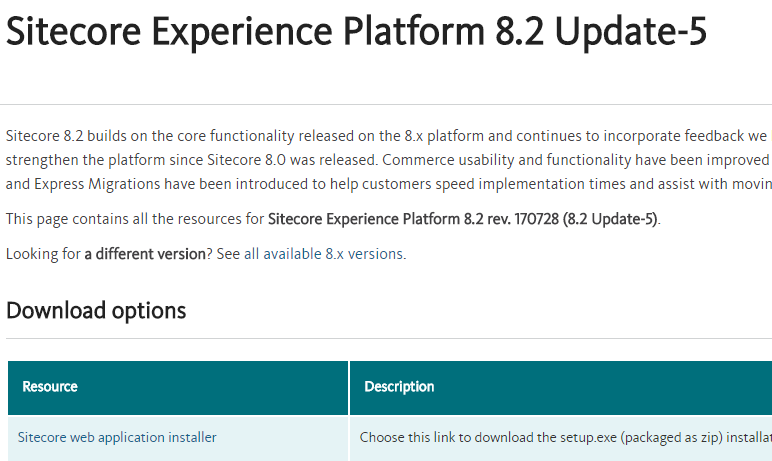 Sitecore Experience Platform 8.2 Update-5
Sitecore 8.2 builds on the core functionality released on the 8.x platform and continues to incorporate feedback we
strengthen the platform since Sitecore 8.0 was released. Commerce usability and functionality have been improved
and Express Migrations have been introduced to help customers speed implementation times and assist with movin
This page contains all the resources for Sitecore Experience Platform 8.2 rev. 170728 (8.2 Update-5).
Looking for a different version? See all available 8.x versions.
Download options
Resource Description
Sitecore web application installer Choose this link to download the setup.exe (packaged as zip) installat